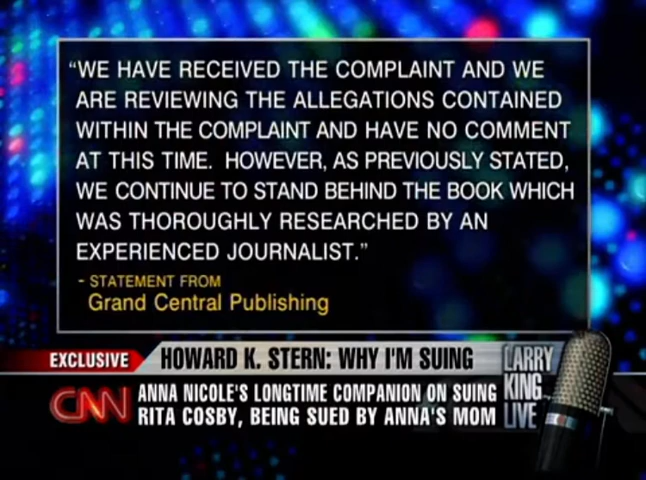 “WE HAVE RECEIVED THE COMPLAINT AND WE
ARE REVIEWING THE ALLEGATIONS CONTAINED
WITHIN THE COMPLAINT AND HAVE NO COMMENT
AT THIS TIME. HOWEVER, AS PREVIOUSLY STATED,
WE CONTINUE TO STAND BEHIND THE BOOK WHICH
WAS THOROUGHLY RESEARCHED BY AN
EXPERIENCED JOURNALIST.”
- STATEMENT FROM
Grand Central Publishing
EXCLUSIVE
HOWARD K. STERN: WHY I'M SUING
CNN
ANNA NICOLE'S LONGTIME COMPANION ON SUING
RITA COSBY, BEING SUED BY ANNA'S MOM
LARRY
KING
LIVE